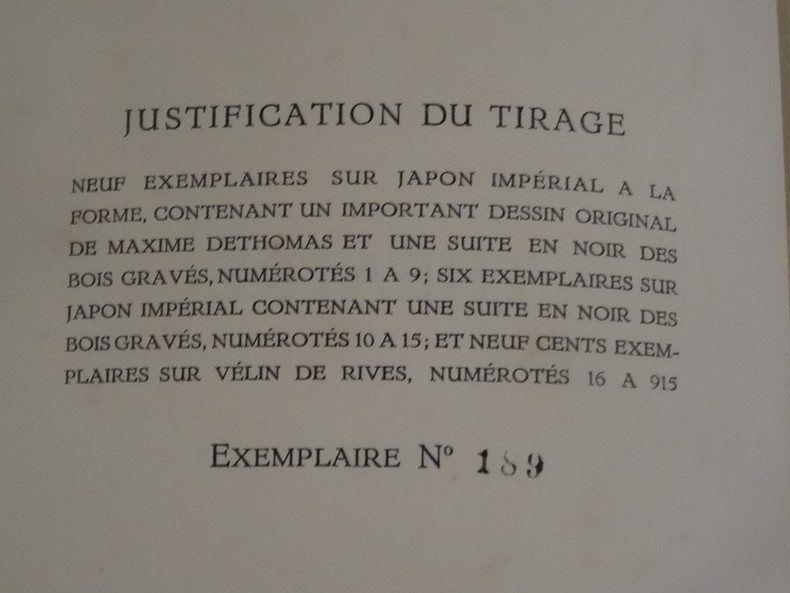 JUSTIFICATION DU TIRAGE
NEUF EXEMPLAIRES SUR JAPON IMPÉRIAL A LA
FORME, CONTENANT UN IMPORTANT DESSIN ORIGINAL
DE MAXIME DETHOMAS ET UNE SUITE EN NOIR DES
BOIS GRAVÉS, NUMÉROTÉS 1 A 9; SIX EXEMPLAIRES SUR
JAPON IMPÉRIAL CONTENANT UNE SUITE EN NOIR DES
BOIS GRAVÉS, NUMÉROTÉS 10 A 15; ET NEUF CENTS EXEM-
PLAIRES SUR VÉLIN DE RIVES, NUMÉROTÉS 16 A 915
EXEMPLAIRE Nº 189